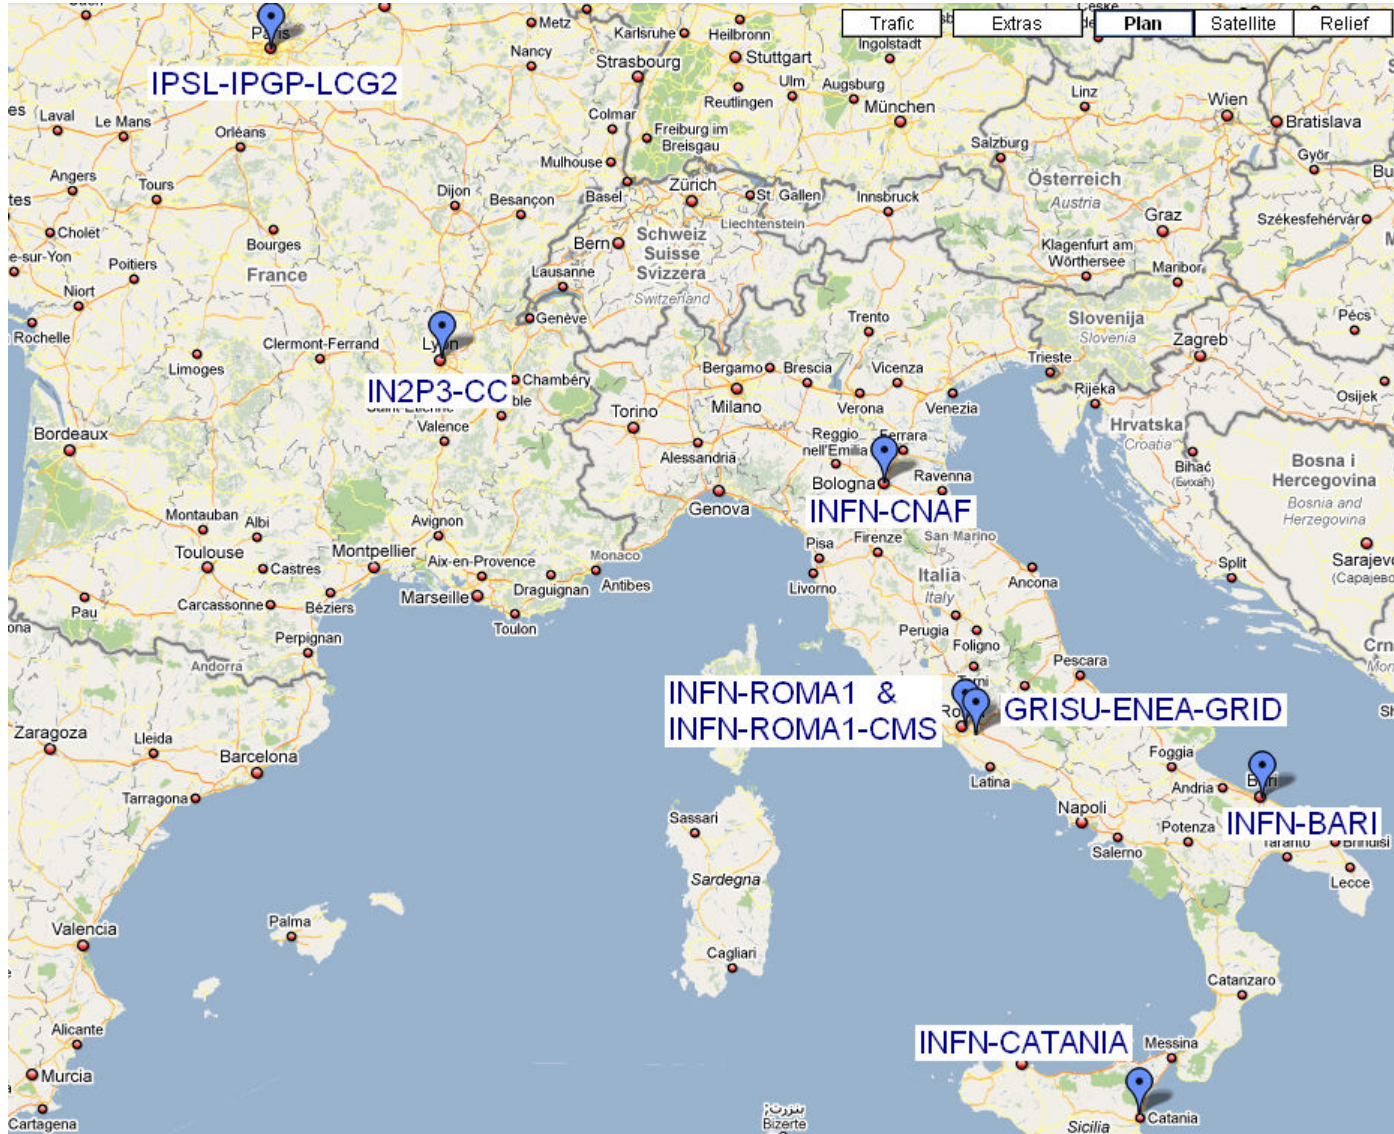 Trafic
Extras
Plan
Satellite
Relief
Metz
Karlsruhe
Heilbronn
Ingolstadt
Nancy
Strasbourg
Stuttgart
Paris
IPSL-IPGP-LCG2
Ulm
Augsburg
Linz
Wien
Reutlingen
München
Laval
Le Mans
Colmar
Bratislava
Orléans
Freiburg im
Breisgau
Salzburg
Mulhouse
Győr
Angers
Tours
Dijon
Besançon
Basel
Zürich
St. Gallen
Innsbruck
Österreich
Austria
Liechtenstein
Graz
Székesfehérvár
Cholet
Bourges
Bern
Schweiz
Suisse
Svizzera
Switzerland
Klagenfurt am
Wörthersee
Maribor
Poitiers
France
Lausanne
Niort
Genève
Trento
Slovenija
Slovenia
Pécs
Rochelle
Clermont-Ferrand
Lyon
Zagreb
Limoges
Bergamo
Brescia
Vicenza
Trieste
Chambéry
IN2P3-CC
Rijeka
Osijek
Milano
Verona
Venezia
Torino
Hrvatska
Croatia
Valence
Bordeaux
Reggio
nell'Emilia
Ferrara
Alessandria
Bihać
(Бихаћ)
Bosna i
Hercegovina
Bosnia and
Herzegovina
Bologna
Ravenna
Genova
INFN-CNAF
Montauban
Albi
Avignon
San Marino
Toulouse
Montpellier
Monaco
Pisa
Firenze
Sarajevo
Castres
Aix-en-Provence
Split
Italia
Italy
Ancona
Draguignan
Antibes
Livorno
Pau
Carcassonne
Béziers
Marseille
Toulon
Perugia
Perpignan
Foligno
Andorra
Pescara
Terni
INFN-ROMA1 &
INFN-ROMA1-CMS
Roma
GRISU-ENEA-GRID
Zaragoza
Lleida
Barcelona
Foggia
Latina
Bari
Tarragona
Andria
Napoli
Sassari
INFN-BARI
Potenza
Salerno
Taranto
Brindisi
Sardegna
Lecce
Palma
Valencia
Cagliari
Catanzaro
Alicante
INFN-CATANIA
Messina
Murcia
بنزرت
Bizerte
Cartagena
Catania
Sicilia